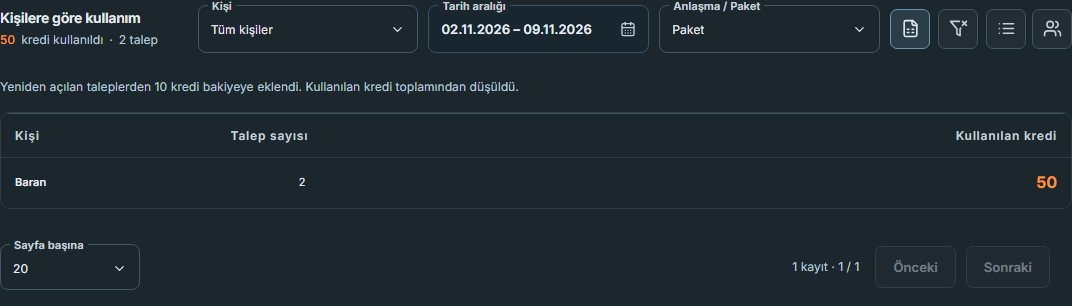 Kişilere göre kullanım
50 kredi kullanıldı · 2 talep
Kişi
Tüm kişiler
Tarih aralığı
02.11.2026 – 09.11.2026
Anlaşma / Paket
Paket
Yeniden açılan taleplerden 10 kredi bakiyeye eklendi. Kullanılan kredi toplamından düşüldü.
Kişi Talep sayısı Kullanılan kredi
Baran 2 50
Sayfa başına
20
1 kayıt · 1 / 1 Önceki Sonraki